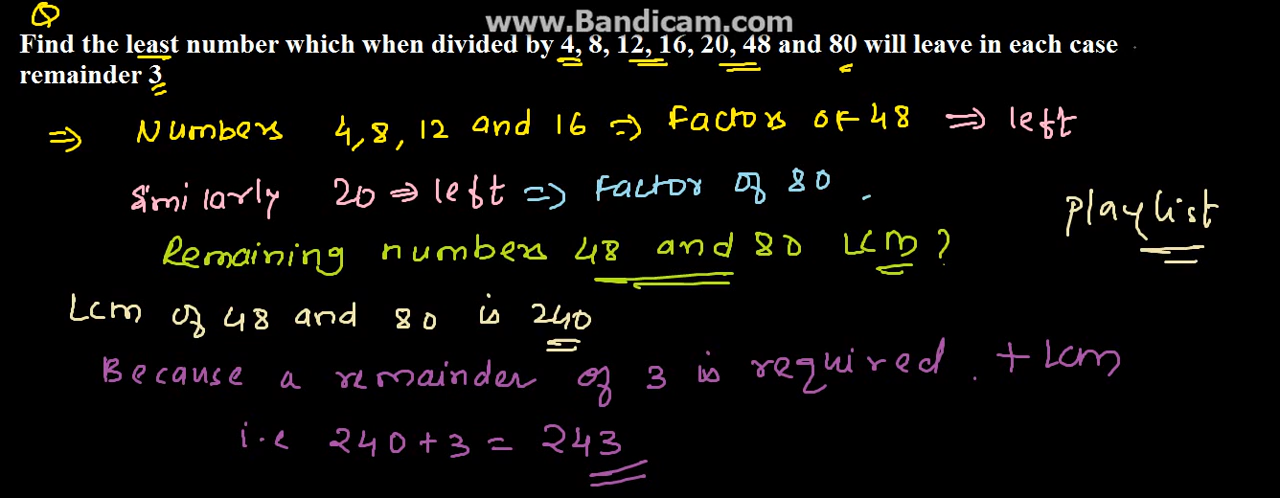 www.Bandicam.com
Q
Find the least number which when divided by 4, 8, 12, 16, 20, 48 and 80 will leave in each case
remainder 3
⇒ Numbers 4, 8, 12 and 16 ⇒ Factors of 48 ⇒ left
Similarly 20 ⇒ left ⇒ Factor of 80.
Playlist
Remaining numbers 48 and 80 LCM?
Lcm of 48 and 80 is 240
Because a remainder of 3 is required. + Lcm
i.e 240 + 3 = 243